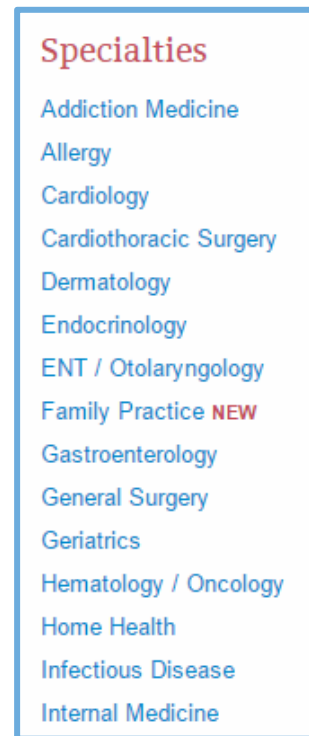 Specialties
Addiction Medicine
Allergy
Cardiology
Cardiothoracic Surgery
Dermatology
Endocrinology
ENT / Otolaryngology
Family Practice NEW
Gastroenterology
General Surgery
Geriatrics
Hematology / Oncology
Home Health
Infectious Disease
Internal Medicine